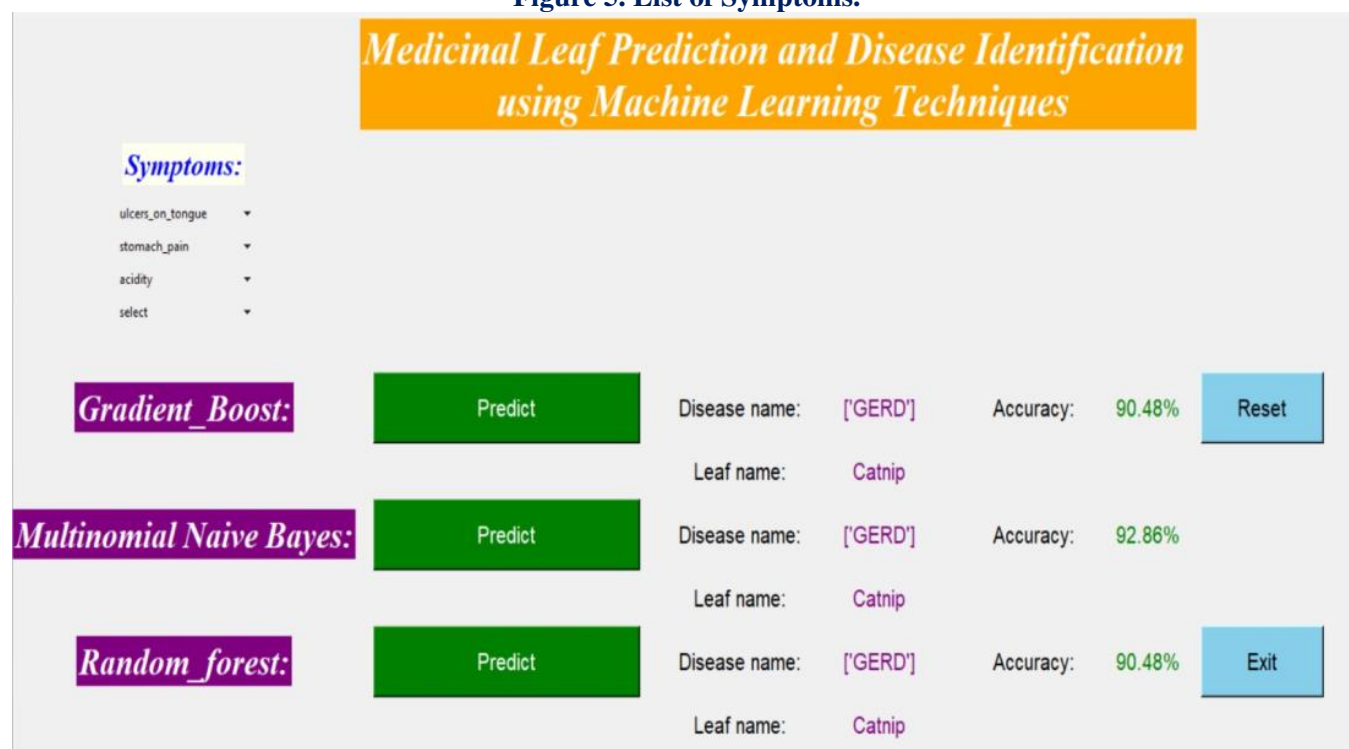 Figure 5. List of Symptoms.
Medicinal Leaf Prediction and Disease Identification
using Machine Learning Techniques
Symptoms:
ulcers_on_tongue
stomach_pain
acidity
select
Gradient_Boost: Predict Disease name: ['GERD'] Accuracy: 90.48% Reset
Leaf name: Catnip
Multinomial Naive Bayes: Predict Disease name: ['GERD'] Accuracy: 92.86%
Leaf name: Catnip
Random_forest: Predict Disease name: ['GERD'] Accuracy: 90.48% Exit
Leaf name: Catnip